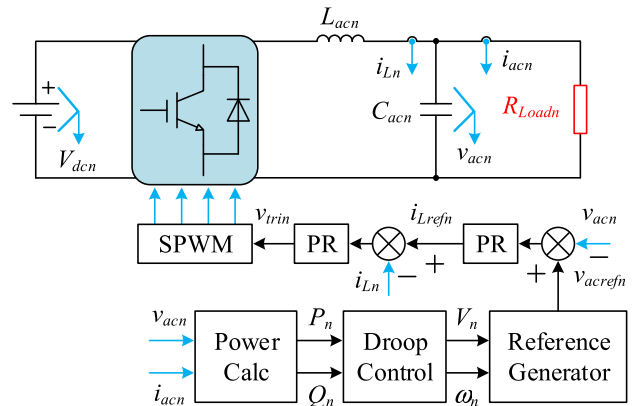 L_acn
+
−
V_dcn
i_Ln
i_acn
C_acn
v_acn
R_Loadn
SPWM
v_trin
PR
i_Lrefn
PR
v_acn
i_Ln
−
+
+
−
v_acrefn
v_acn
i_acn
Power
Calc
P_n
Q_n
Droop
Control
V_n
ω_n
Reference
Generator